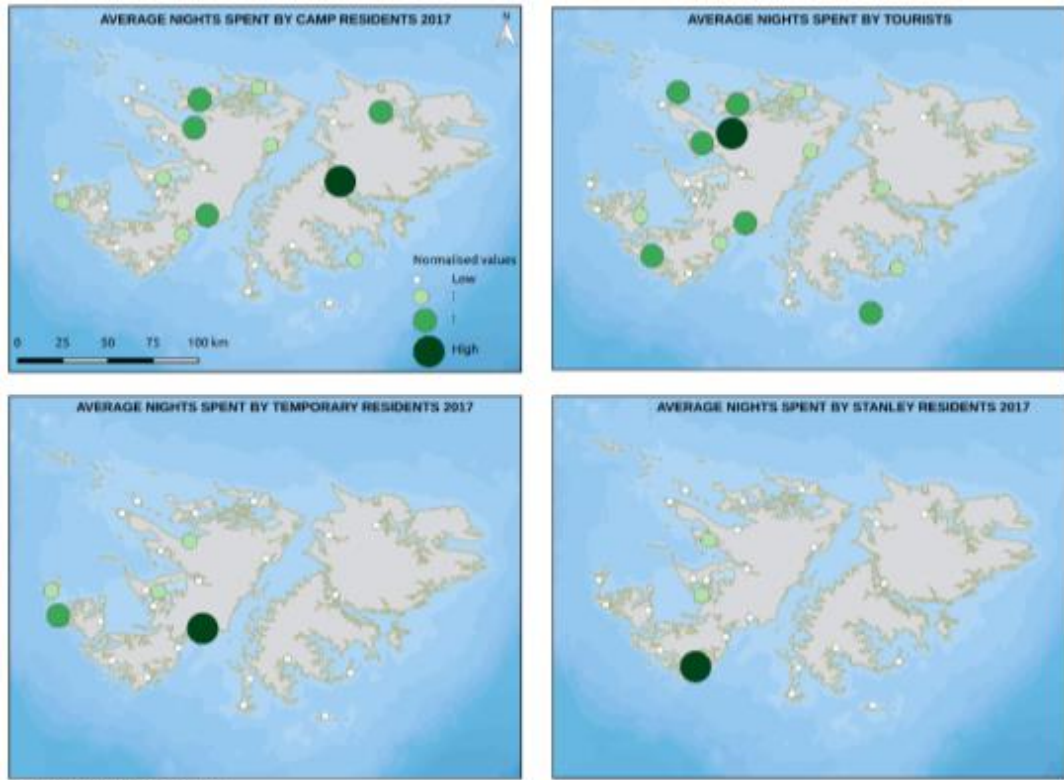 AVERAGE NIGHTS SPENT BY CAMP RESIDENTS 2017
N
Normalised values
Low
⁞
⁞
High
0 25 50 75 100 km
AVERAGE NIGHTS SPENT BY TOURISTS
AVERAGE NIGHTS SPENT BY TEMPORARY RESIDENTS 2017
AVERAGE NIGHTS SPENT BY STANLEY RESIDENTS 2017